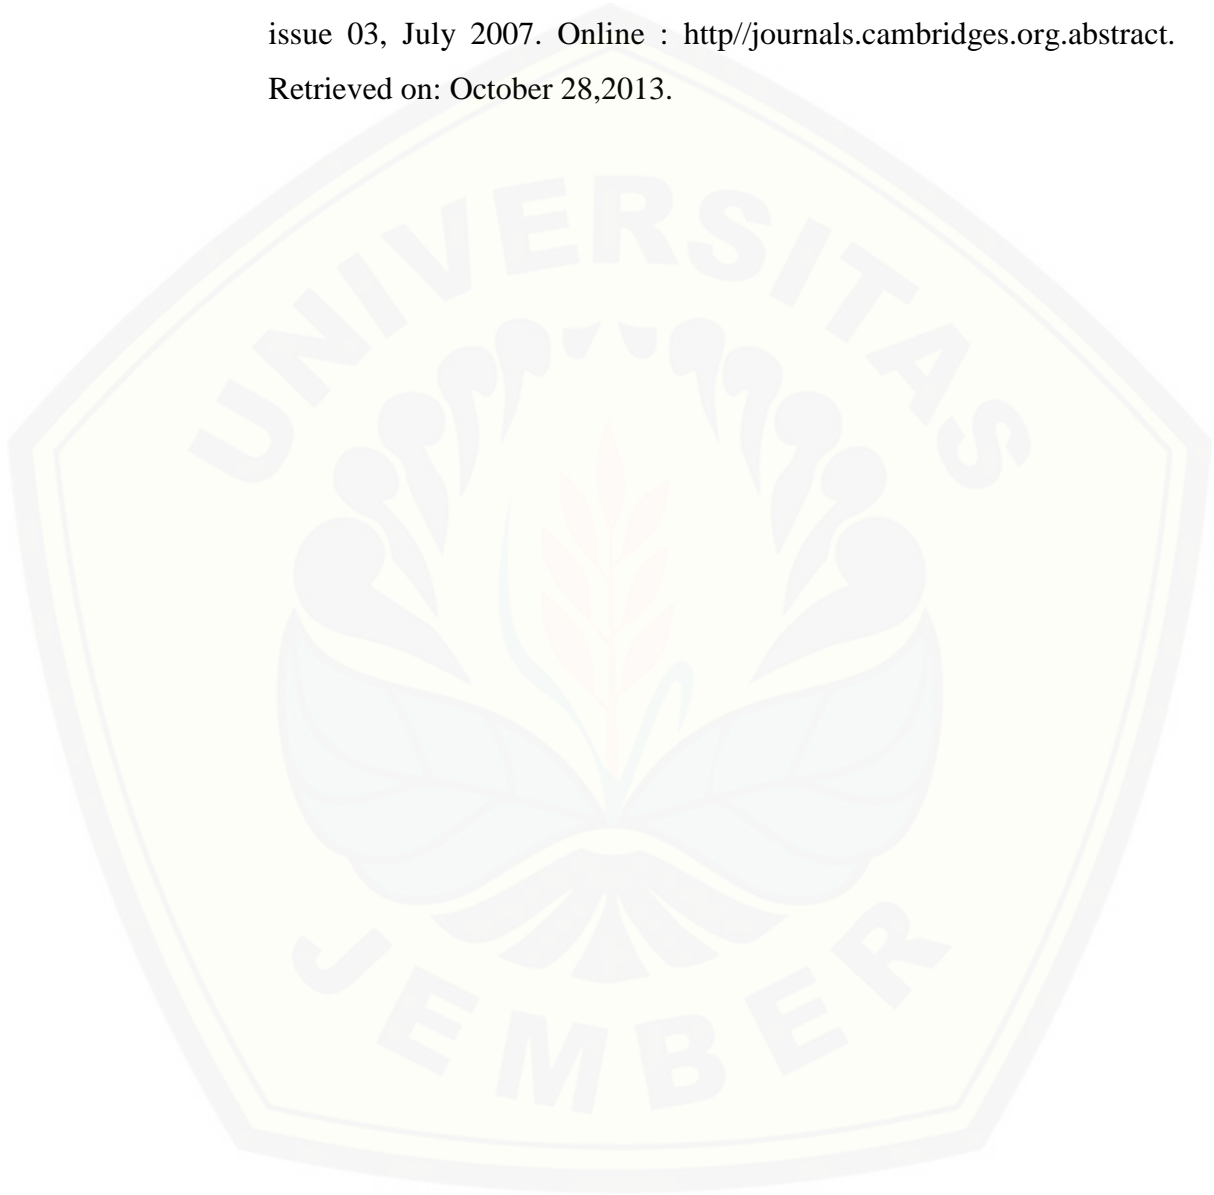 issue 03, July 2007. Online : http//journals.cambridges.org.abstract.
Retrieved on: October 28,2013.
UNIVERSITAS
JEMBER